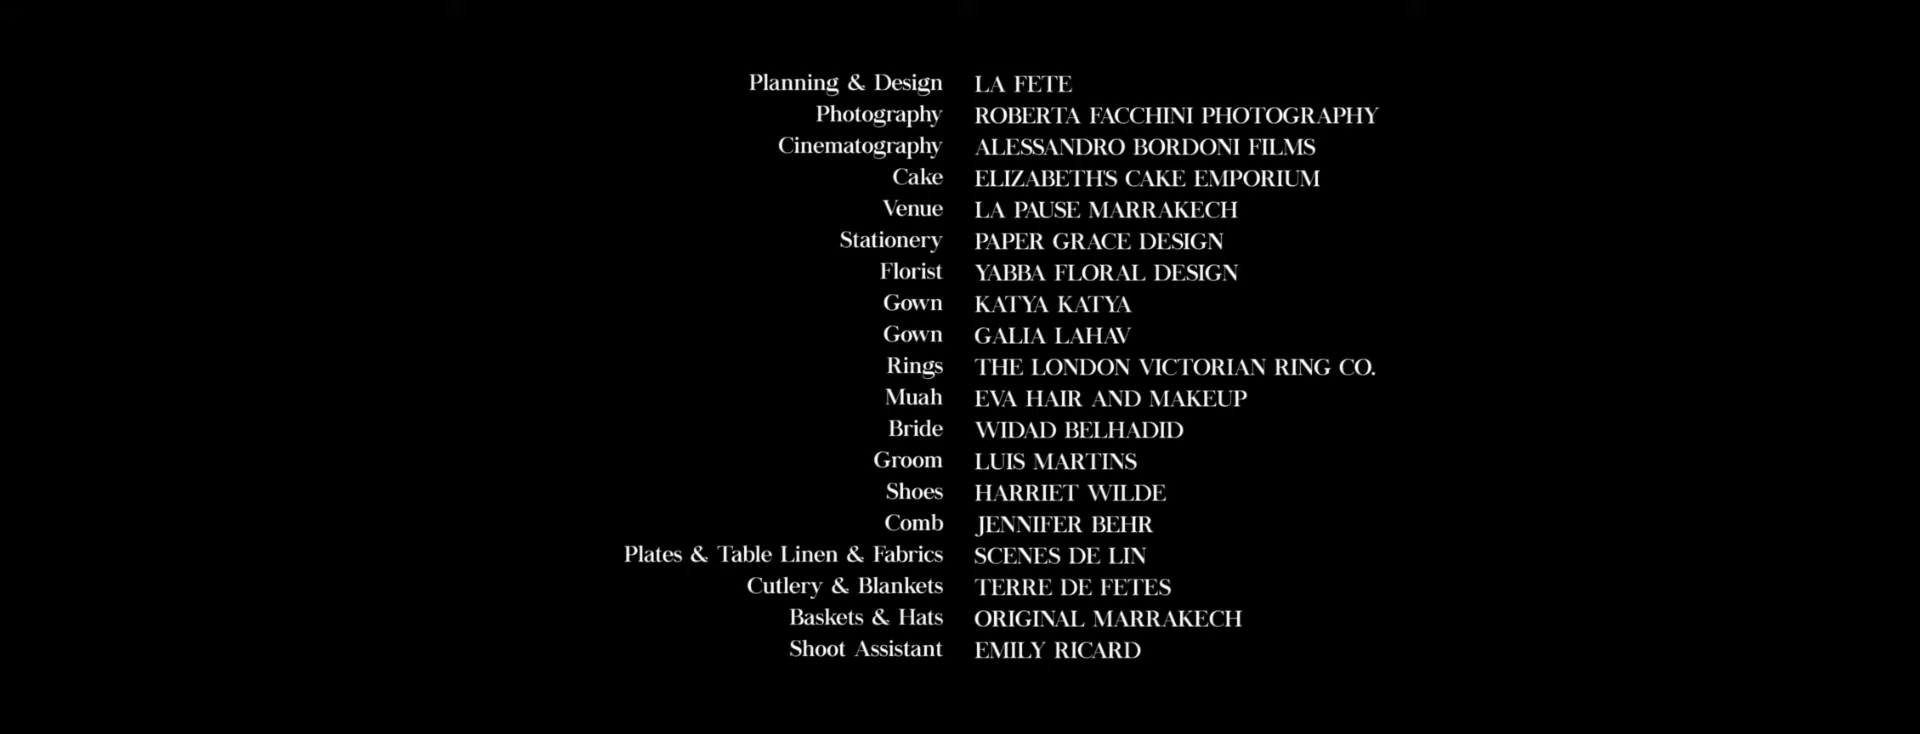 Planning & Design LA FETE
Photography ROBERTA FACCHINI PHOTOGRAPHY
Cinematography ALESSANDRO BORDONI FILMS
Cake ELIZABETH'S CAKE EMPORIUM
Venue LA PAUSE MARRAKECH
Stationery PAPER GRACE DESIGN
Florist YABBA FLORAL DESIGN
Gown KATYA KATYA
Gown GALIA LAHAV
Rings THE LONDON VICTORIAN RING CO.
Muah EVA HAIR AND MAKEUP
Bride WIDAD BELHADID
Groom LUIS MARTINS
Shoes HARRIET WILDE
Comb JENNIFER BEHR
Plates & Table Linen & Fabrics SCENES DE LIN
Cutlery & Blankets TERRE DE FETES
Baskets & Hats ORIGINAL MARRAKECH
Shoot Assistant EMILY RICARD